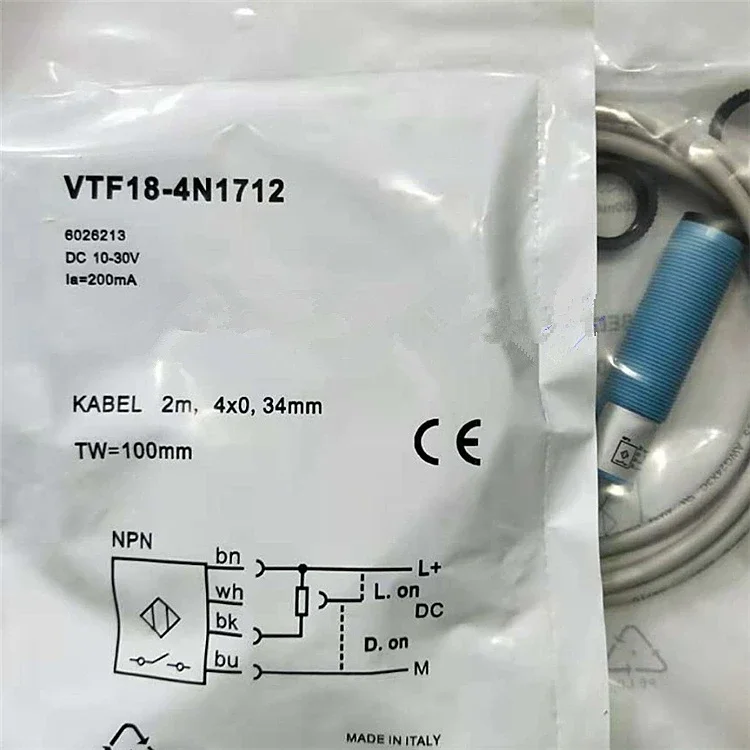 VTF18-4N1712
6026213
DC 10-30V
Ia=200mA
KABEL 2m, 4x0, 34mm
TW=100mm
CE
NPN
bn
L+
wh
L. on
DC
bk
D. on
bu
M
MADE IN ITALY